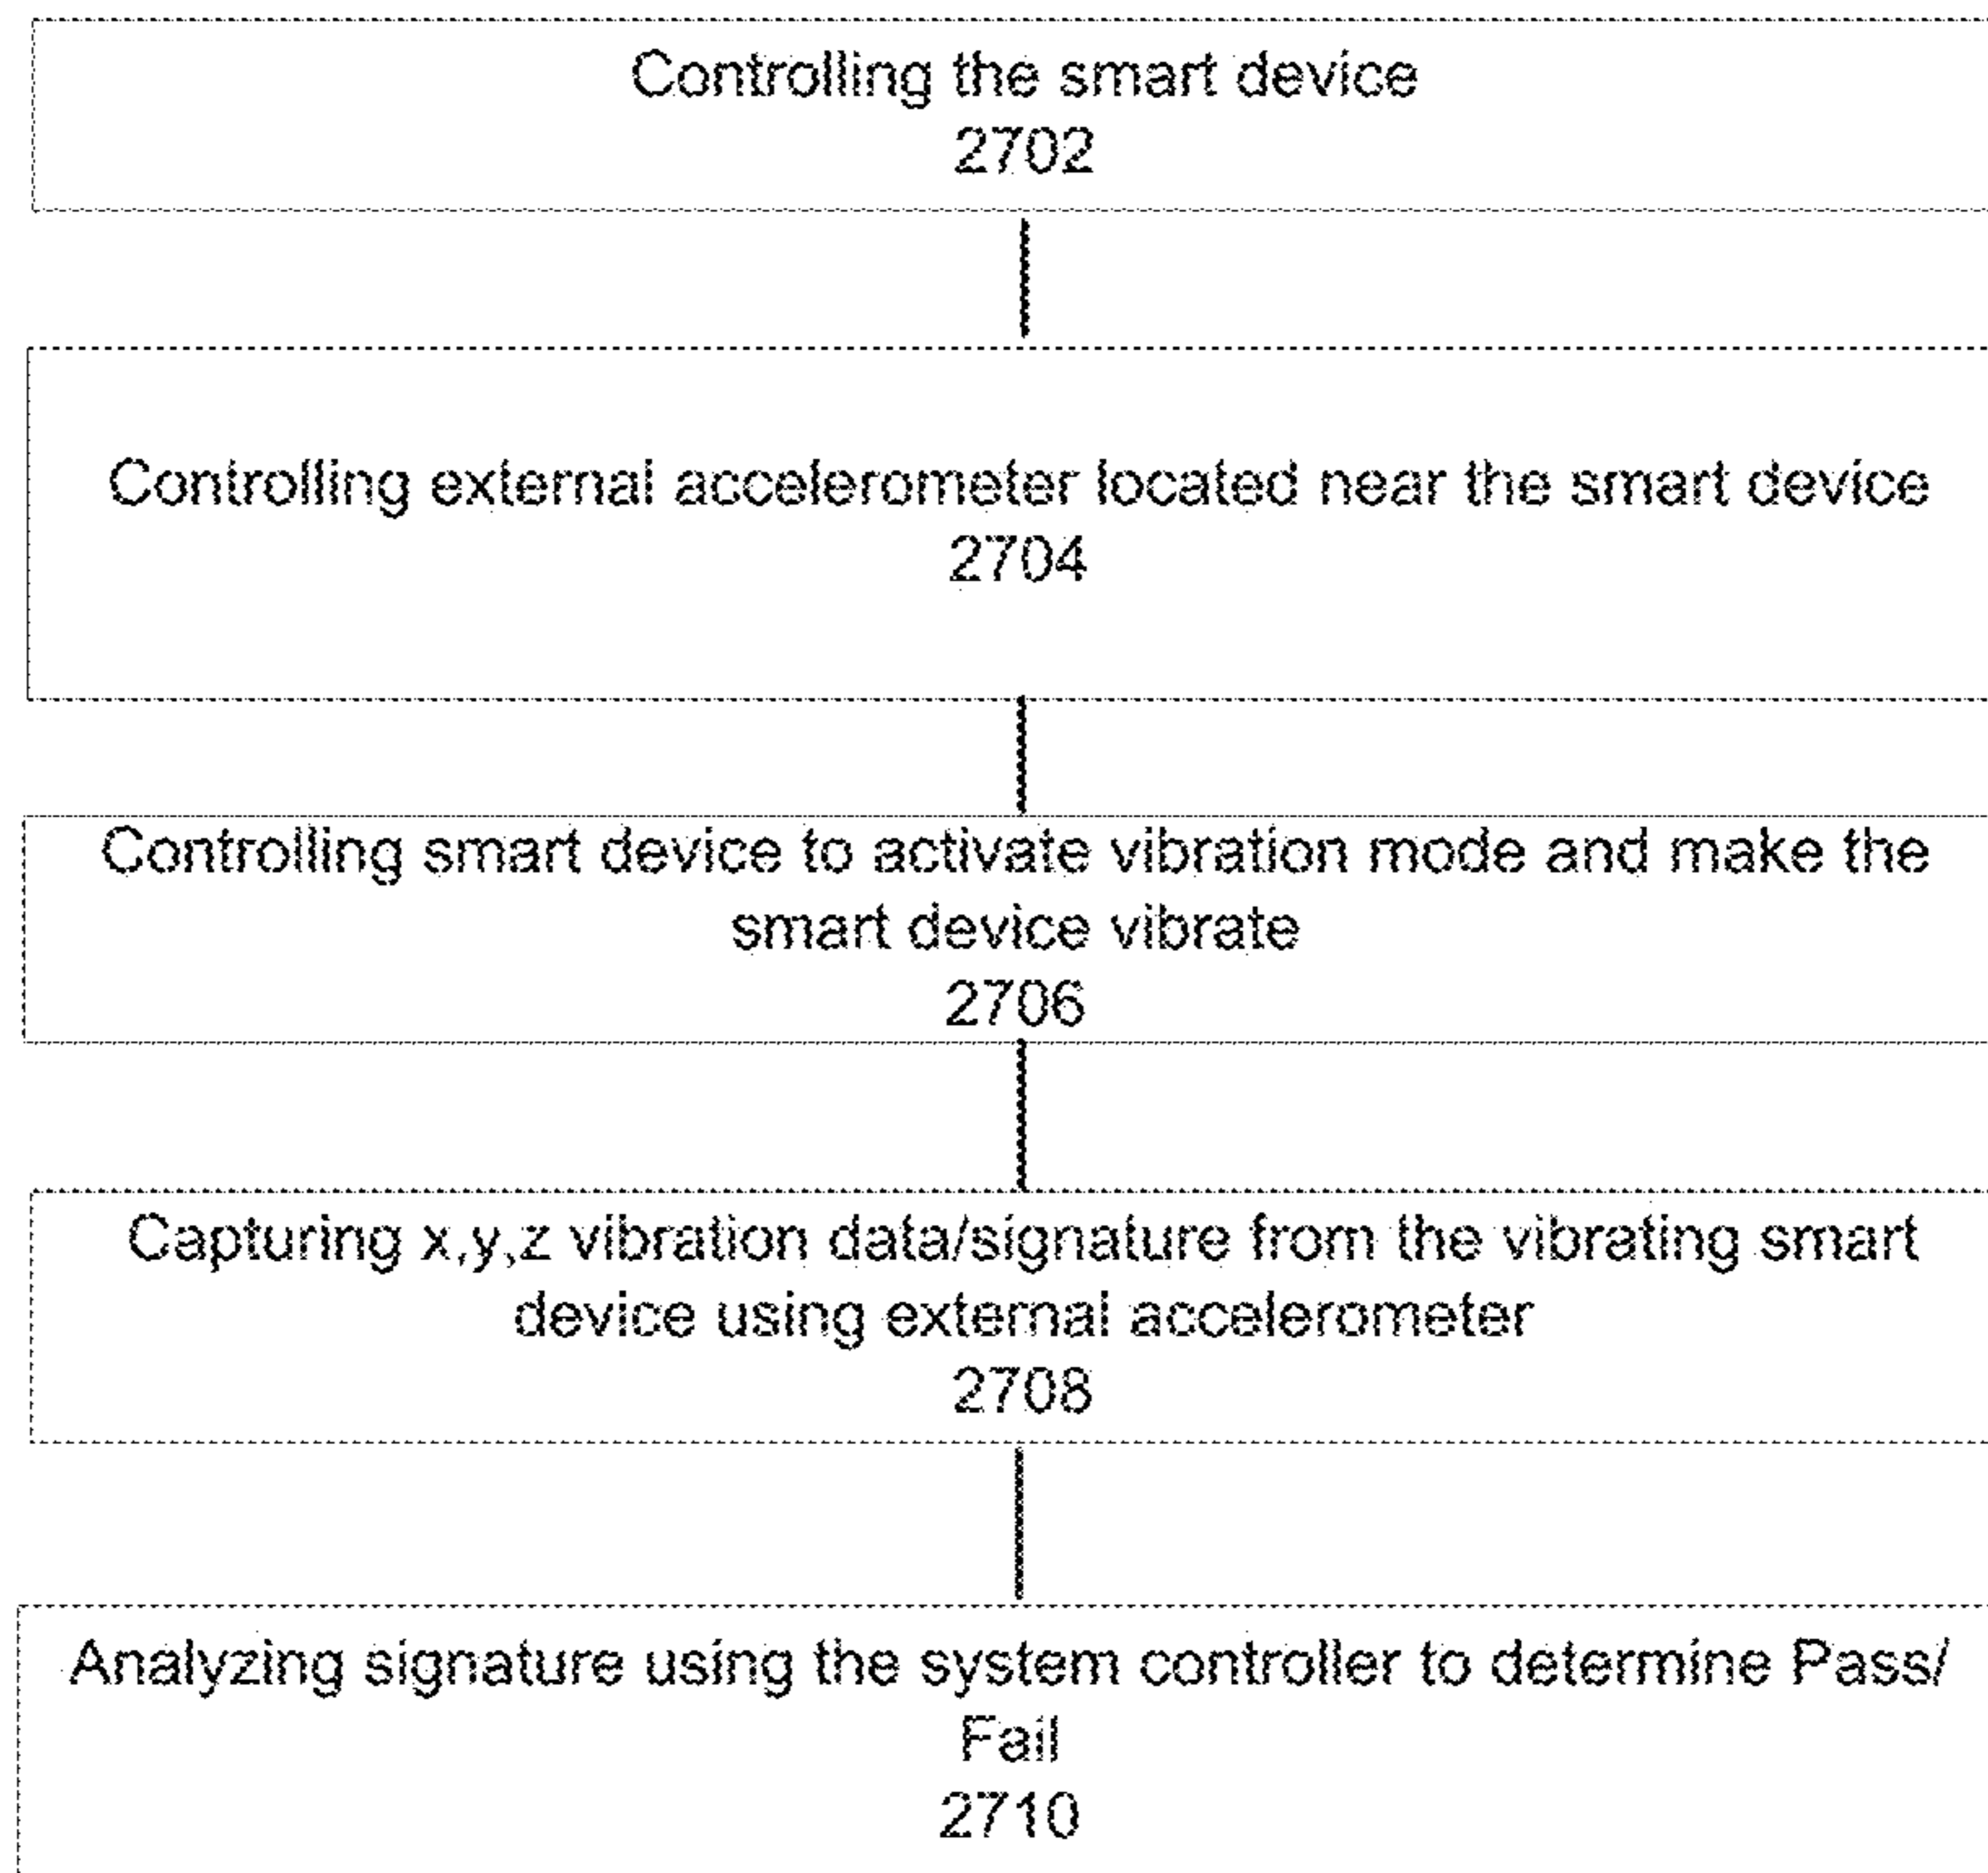 Controlling the smart device
2702
Controlling external accelerometer located near the smart device
2704
Controlling smart device to activate vibration mode and make the
smart device vibrate
2706
Capturing x,y,z vibration data/signature from the vibrating smart
device using external accelerometer
2708
Analyzing signature using the system controller to determine Pass/
Fail
2710